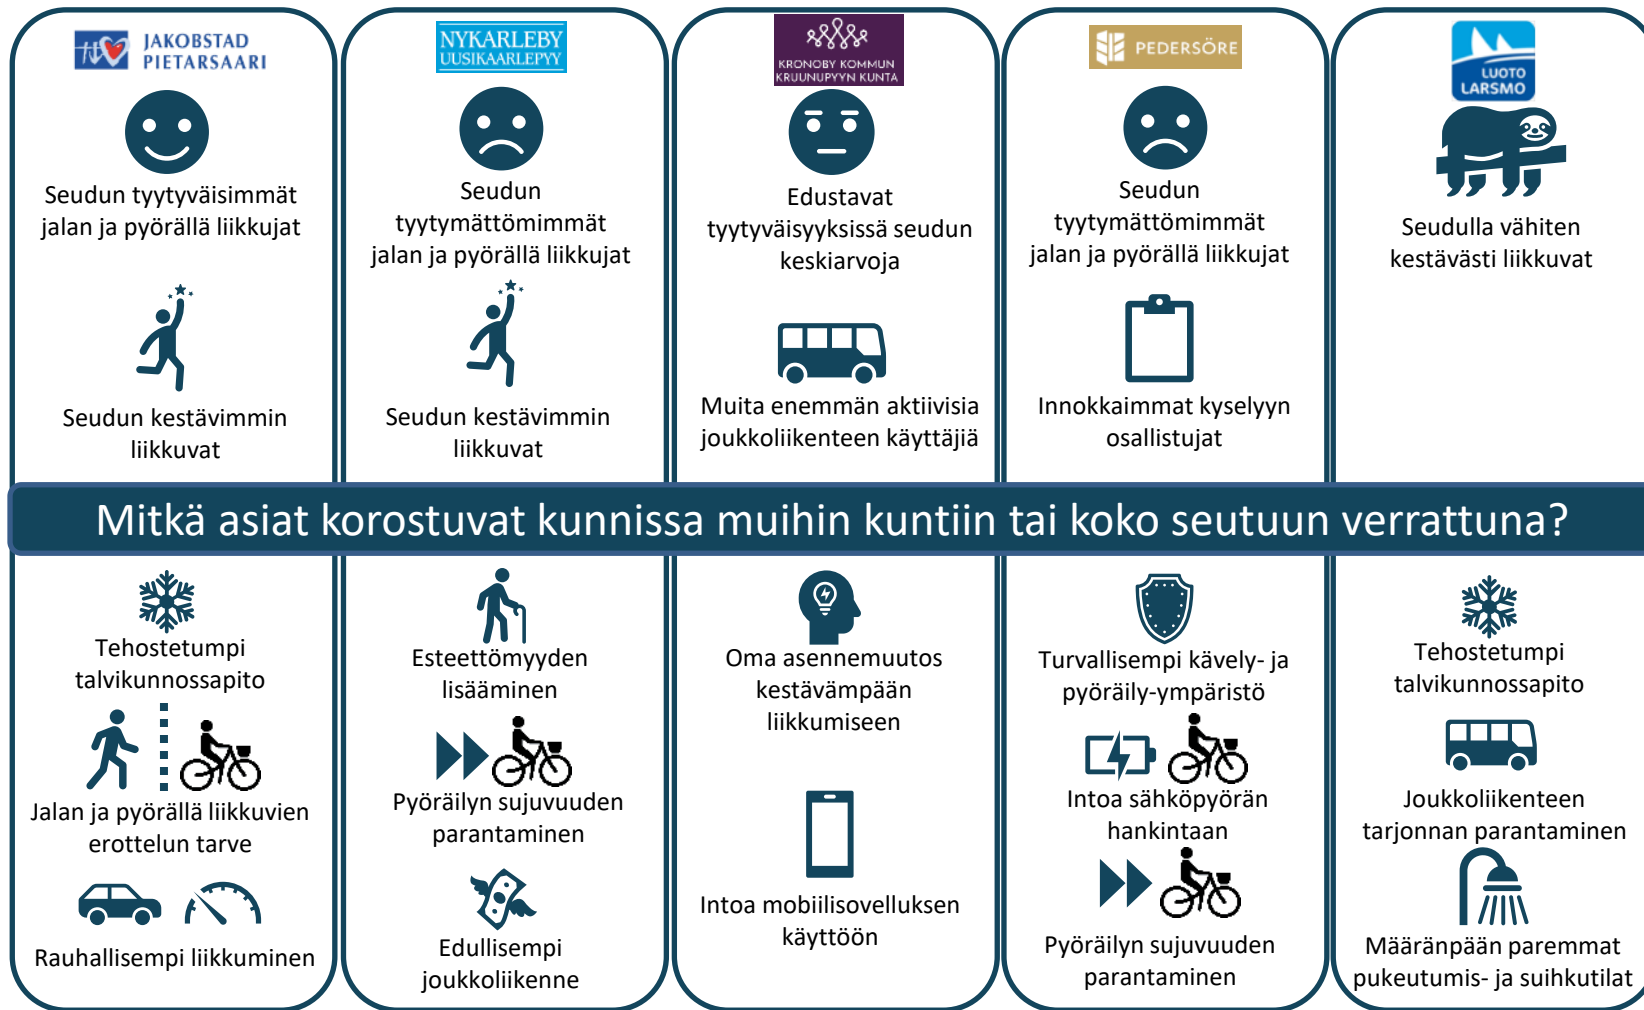 JAKOBSTAD
PIETARSAARI
Seudun tyytyväisimmät
jalan ja pyörällä liikkujat
Seudun kestävimmin
liikkuvat
NYKARLEBY
UUSIKAARLEPYY
Seudun
tyytymättömimmät
jalan ja pyörällä liikkujat
Seudun kestävimmin
liikkuvat
KRONOBY KOMMUN
KRUUNUPYYN KUNTA
Edustavat
tyytyväisyyksissä seudun
keskiarvoja
Muita enemmän aktiivisia
joukkoliikenteen käyttäjiä
PEDERSÖRE
Seudun
tyytymättömimmät
jalan ja pyörällä liikkujat
Innokkaimmat kyselyyn
osallistujat
LUOTO
LARSMO
Seudulla vähiten
kestävästi liikkuvat
Mitkä asiat korostuvat kunnissa muihin kuntiin tai koko seutuun verrattuna?
Tehostetumpi
talvikunnossapito
Jalan ja pyörällä liikkuvien
erottelun tarve
Rauhallisempi liikkuminen
Esteettömyyden
lisääminen
Pyöräilyn sujuvuuden
parantaminen
Edullisempi
joukkoliikenne
Oma asennemuutos
kestävämpään
liikkumiseen
Intoa mobiilisovelluksen
käyttöön
Turvallisempi kävely- ja
pyöräily-ympäristö
Intoa sähköpyörän
hankintaan
Pyöräilyn sujuvuuden
parantaminen
Tehostetumpi
talvikunnossapito
Joukkoliikenteen
tarjonnan parantaminen
Määränpään paremmat
pukeutumis- ja suihkutilat